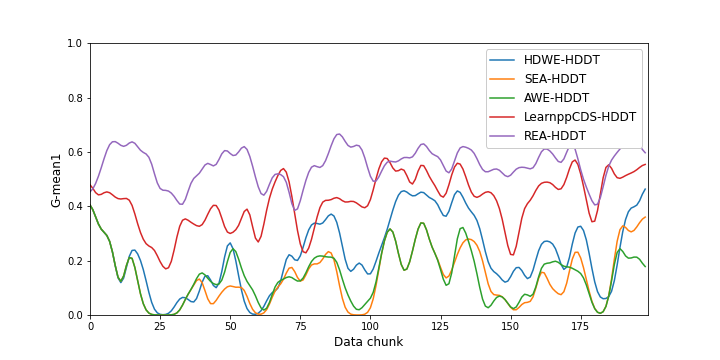 1.0
0.8
0.6
0.4
0.2
0.0
G-mean1
HDWE-HDDT
SEA-HDDT
AWE-HDDT
LearnppCDS-HDDT
REA-HDDT
0 25 50 75 100 125 150 175
Data chunk